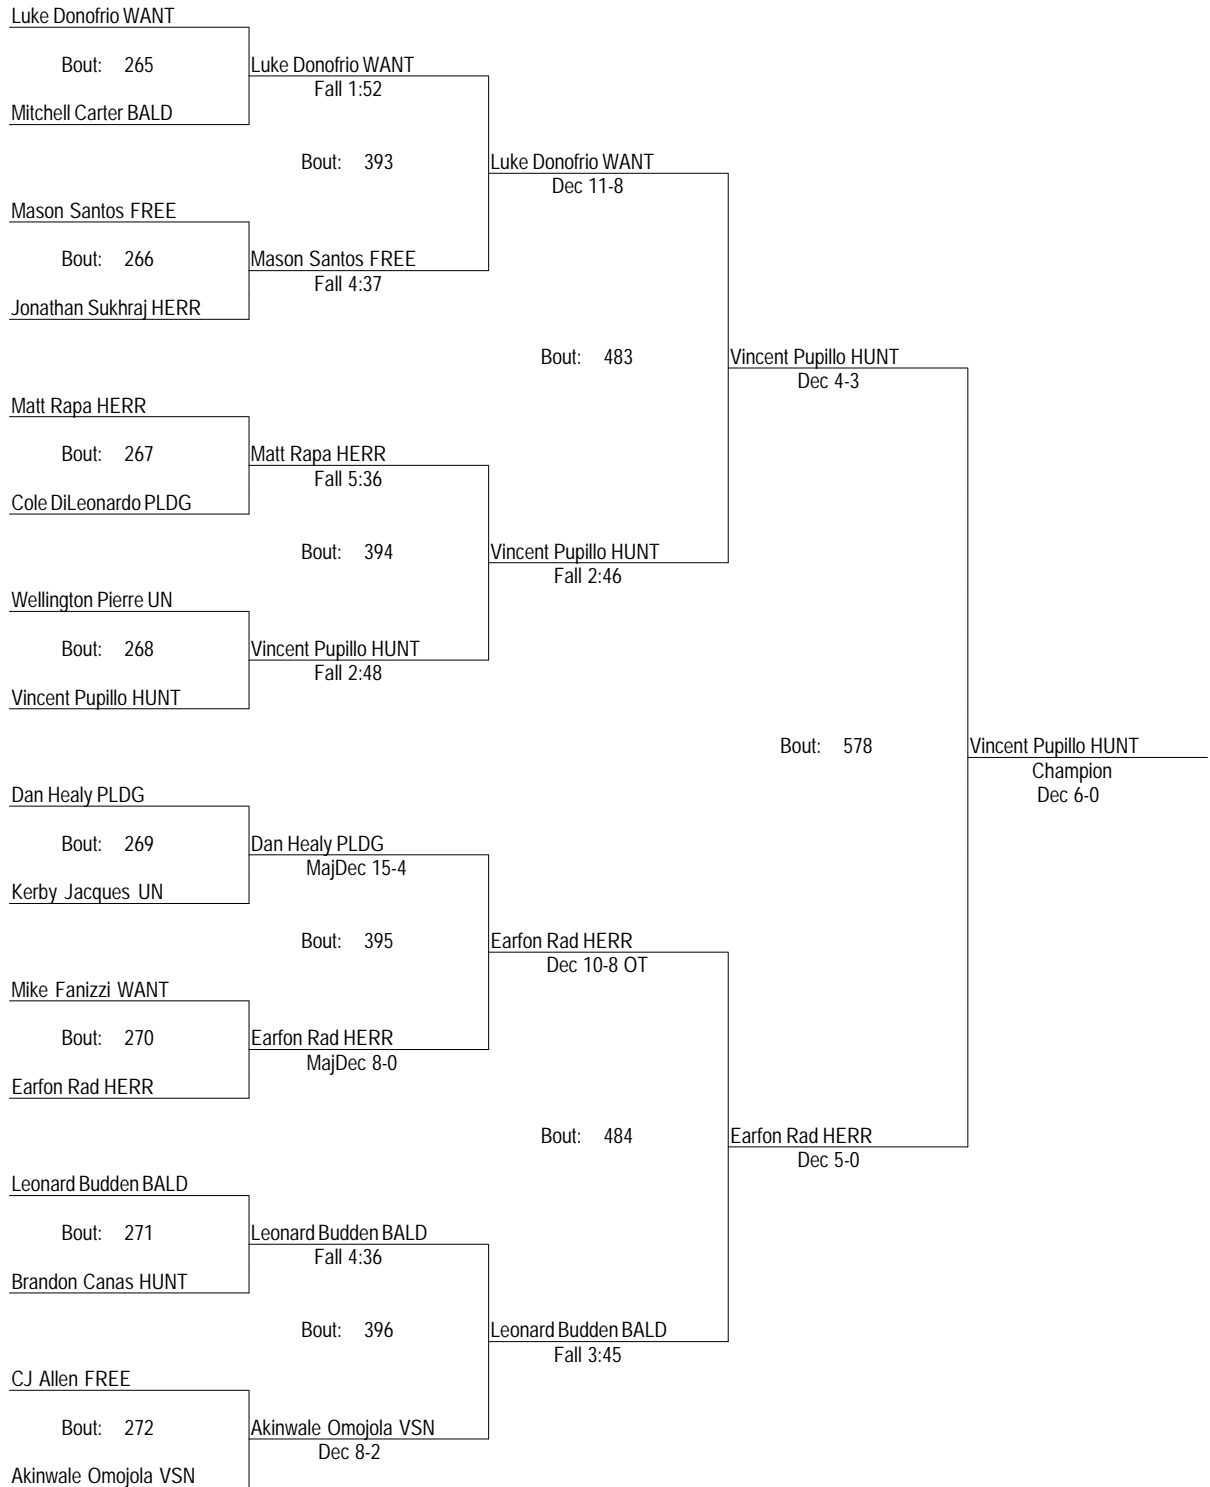 Luke Donofrio WANT
Bout: 265 Luke Donofrio WANT
Fall 1:52
Mitchell Carter BALD
Bout: 393 Luke Donofrio WANT
Dec 11-8
Mason Santos FREE
Bout: 266 Mason Santos FREE
Fall 4:37
Jonathan Sukhraj HERR
Bout: 483 Vincent Pupillo HUNT
Dec 4-3
Matt Rapa HERR
Bout: 267 Matt Rapa HERR
Fall 5:36
Cole DiLeonardo PLDG
Bout: 394 Vincent Pupillo HUNT
Fall 2:46
Wellington Pierre UN
Bout: 268 Vincent Pupillo HUNT
Fall 2:48
Vincent Pupillo HUNT
Bout: 578 Vincent Pupillo HUNT
Champion
Dec 6-0
Dan Healy PLDG
Bout: 269 Dan Healy PLDG
MajDec 15-4
Kerby Jacques UN
Bout: 395 Earfon Rad HERR
Dec 10-8 OT
Mike Fanizzi WANT
Bout: 270 Earfon Rad HERR
MajDec 8-0
Earfon Rad HERR
Bout: 484 Earfon Rad HERR
Dec 5-0
Leonard Budden BALD
Bout: 271 Leonard Budden BALD
Fall 4:36
Brandon Canas HUNT
Bout: 396 Leonard Budden BALD
Fall 3:45
CJ Allen FREE
Bout: 272 Akinwale Omojola VSN
Dec 8-2
Akinwale Omojola VSN